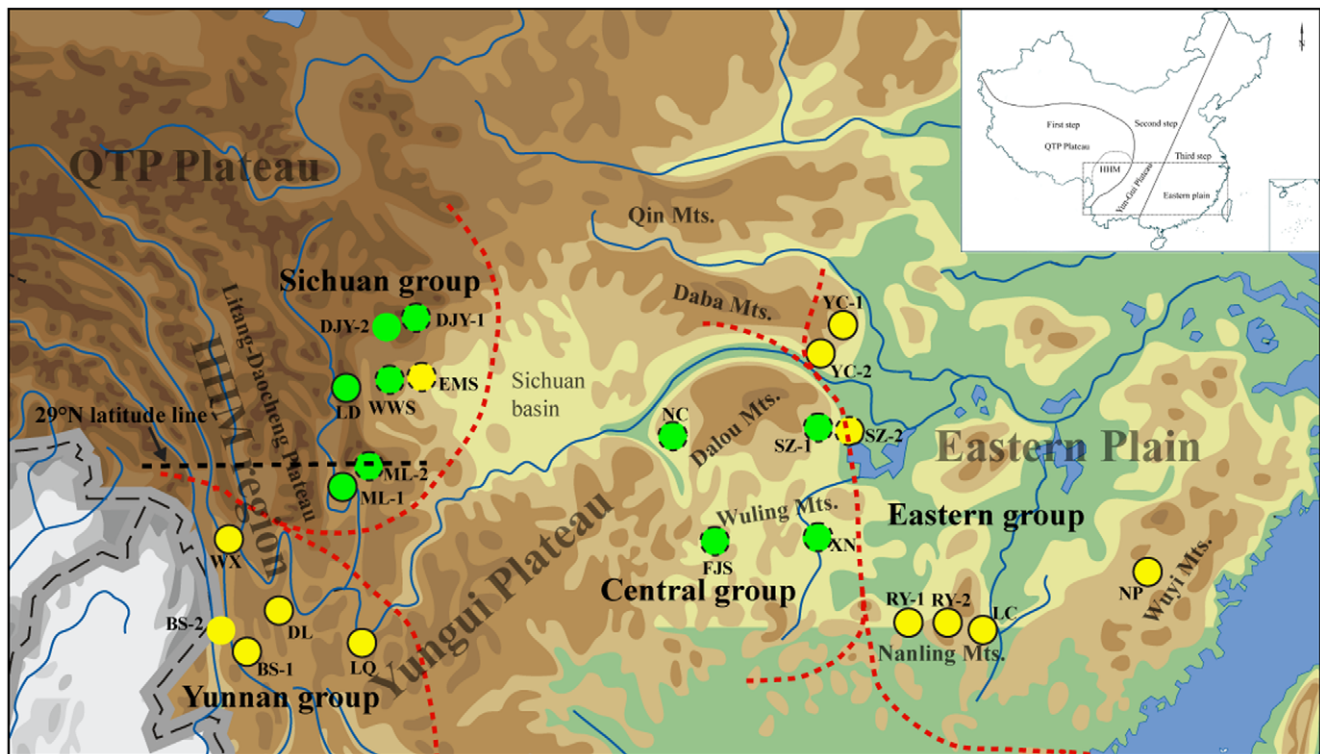 N
First step
Second step
QTP Plateau
Third step
HHM
Yun-Gui Plateau
Eastern plain
QTP Plateau
Qin Mts.
Sichuan group
Litang-Daocheng Plateau
Daba Mts.
YC-1
DJY-2
DJY-1
YC-2
HHM region
EMS
Sichuan
basin
WWS
LD
29°N latitude line
NC
Dalou Mts.
SZ-1
SZ-2
Eastern Plain
ML-2
ML-1
Wuling Mts.
Eastern group
Yungui Plateau
WX
FJS
XN
Central group
Wuyi Mts.
NP
RY-1
RY-2
LC
BS-2
DL
BS-1
LQ
Nanling Mts.
Yunnan group